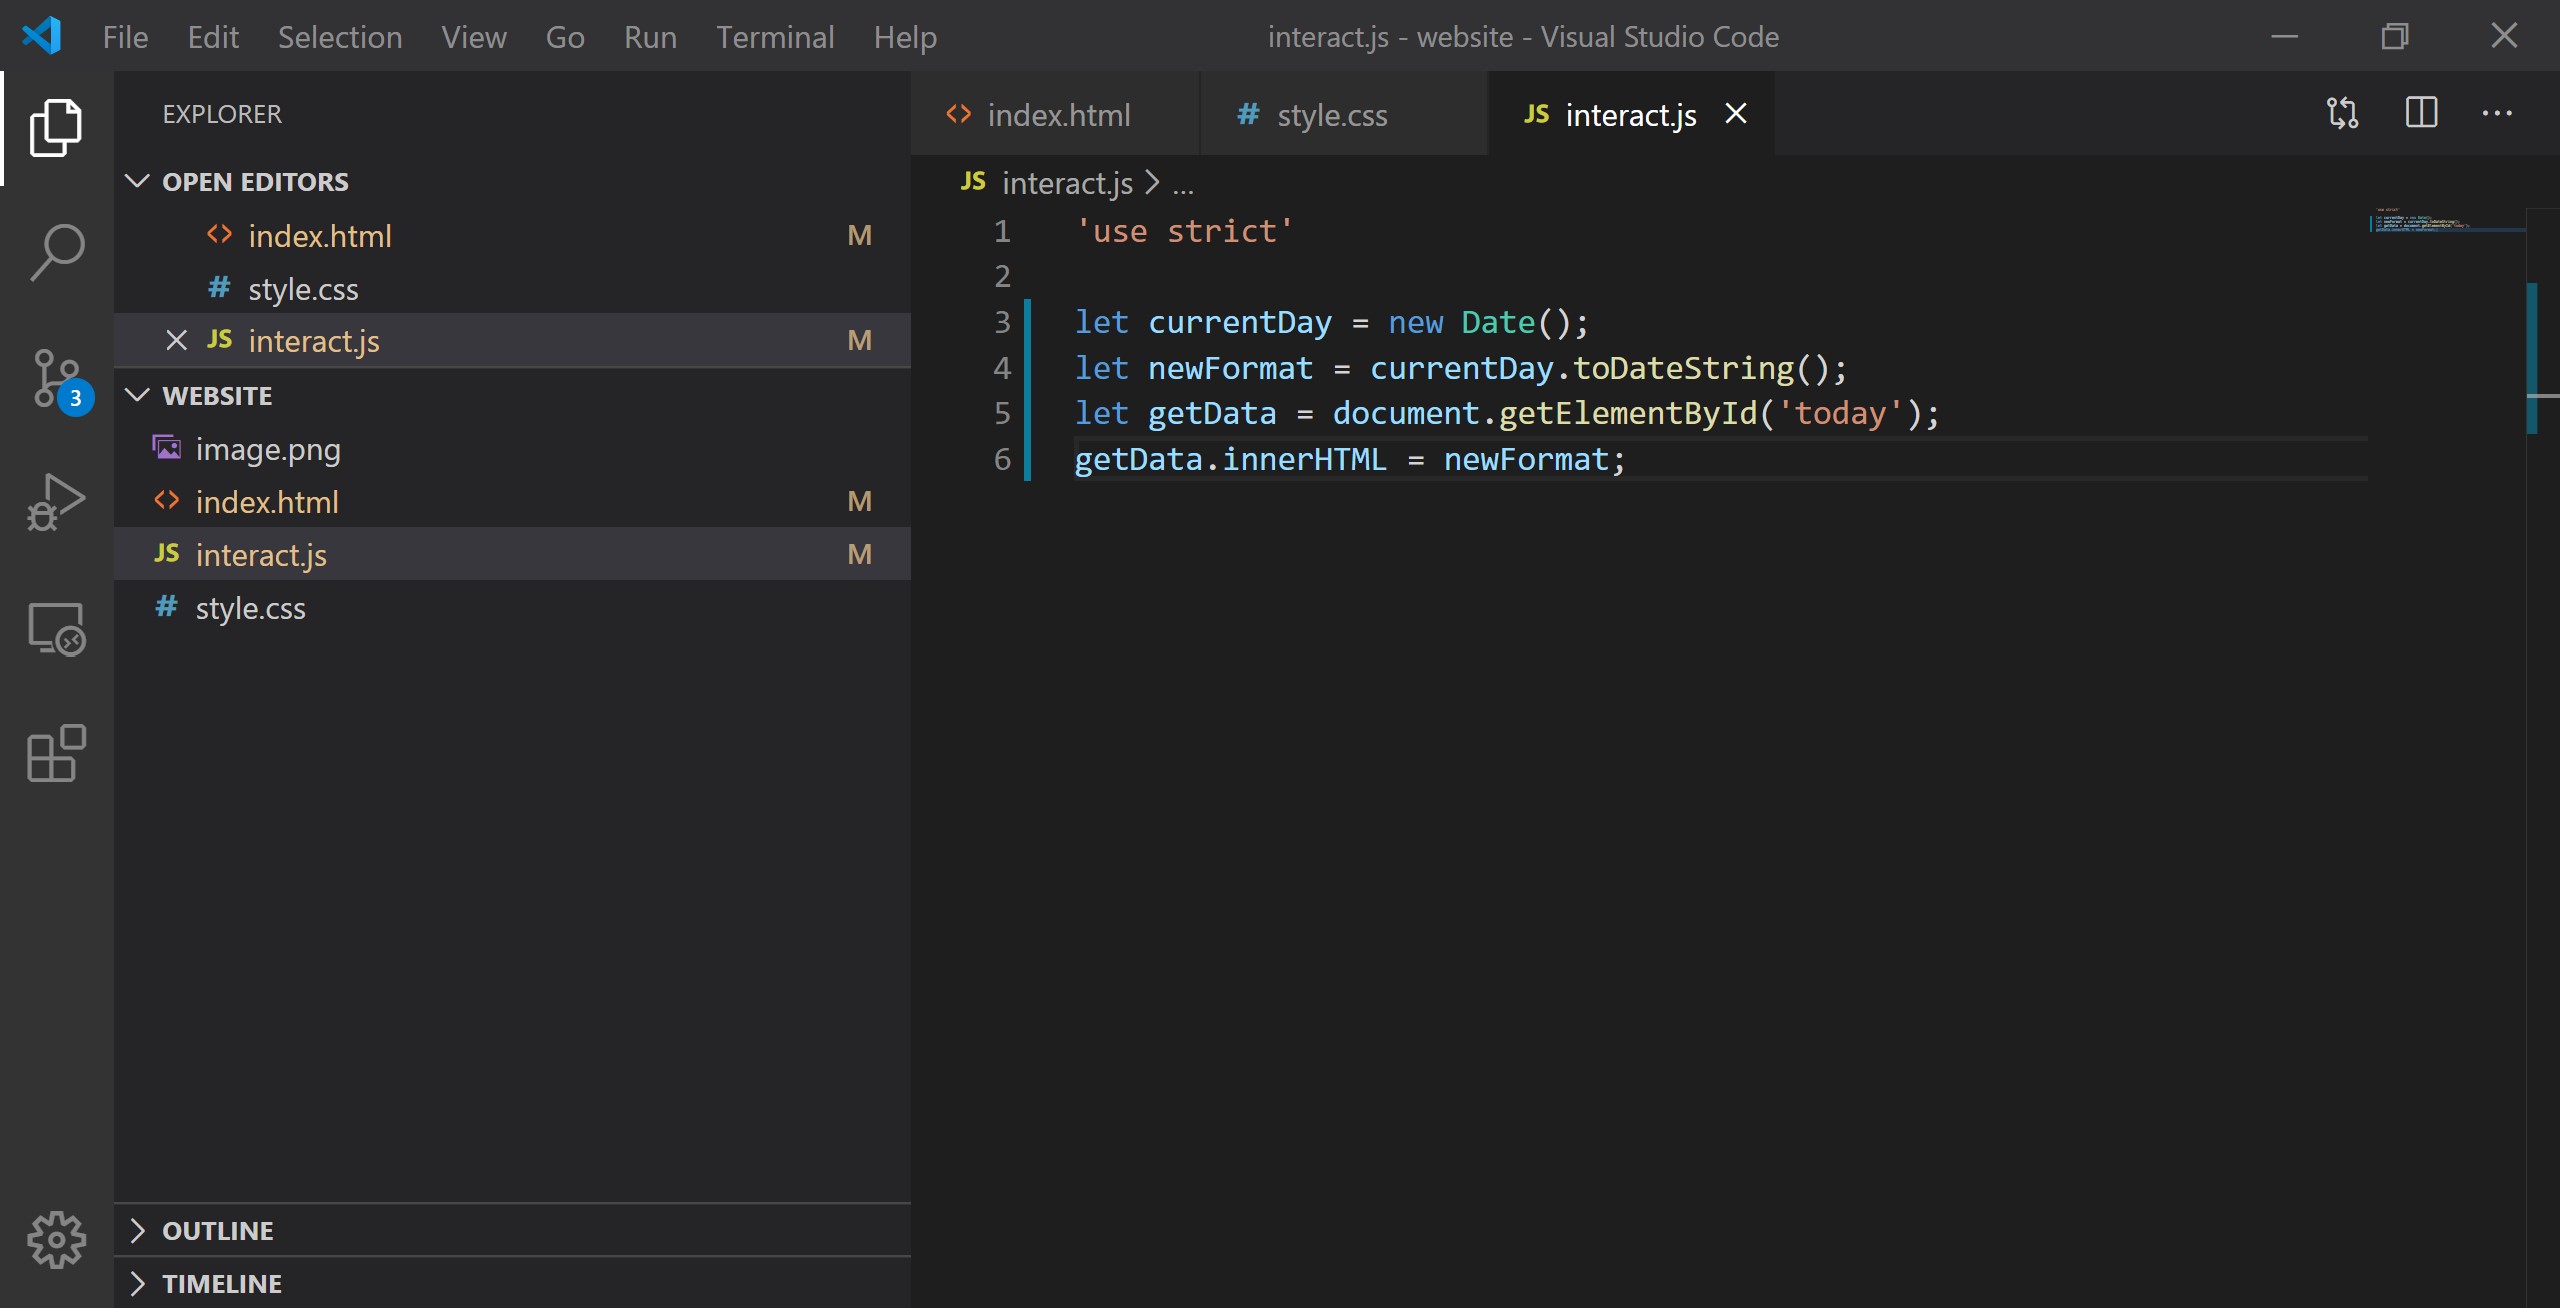 File Edit Selection View Go Run Terminal Help
interact.js - website - Visual Studio Code
EXPLORER
OPEN EDITORS
<> index.html M
# style.css
JS interact.js M
WEBSITE
image.png
<> index.html M
JS interact.js M
# style.css
OUTLINE
TIMELINE
3
<> index.html # style.css JS interact.js
JS interact.js > ...
1 'use strict'
2
3 let currentDay = new Date();
4 let newFormat = currentDay.toDateString();
5 let getData = document.getElementById('today');
6 getData.innerHTML = newFormat;